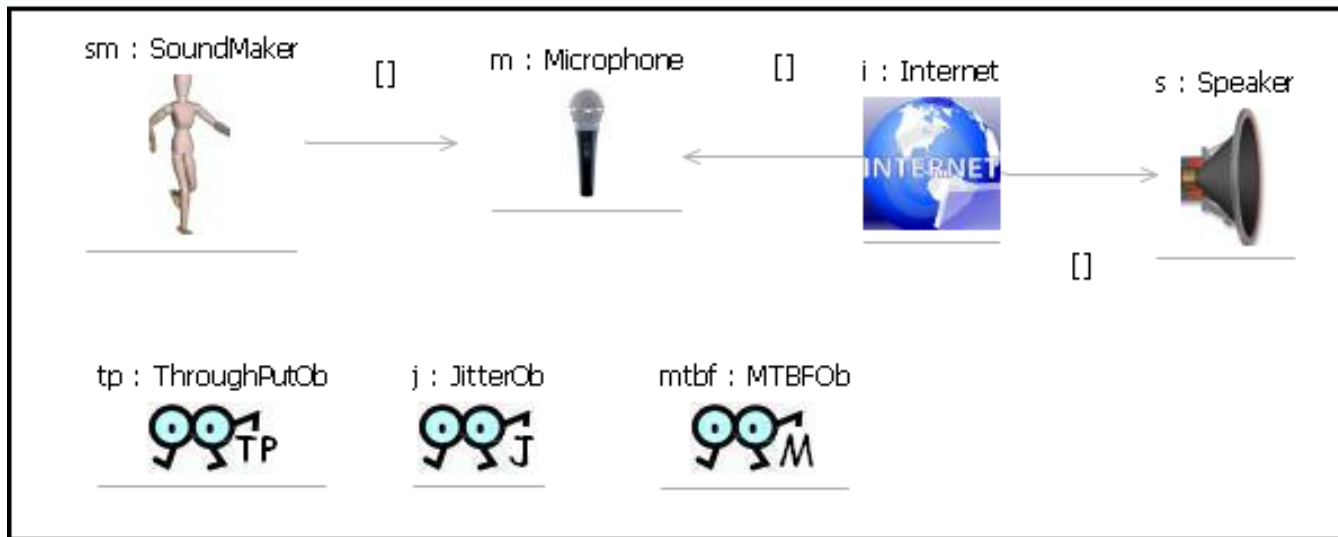 sm : SoundMaker
[]
m : Microphone
[]
i : Internet
s : Speaker
INTERNET
[]
tp : ThroughPutOb
j : JitterOb
mtbf : MTBFOb
TP
J
M